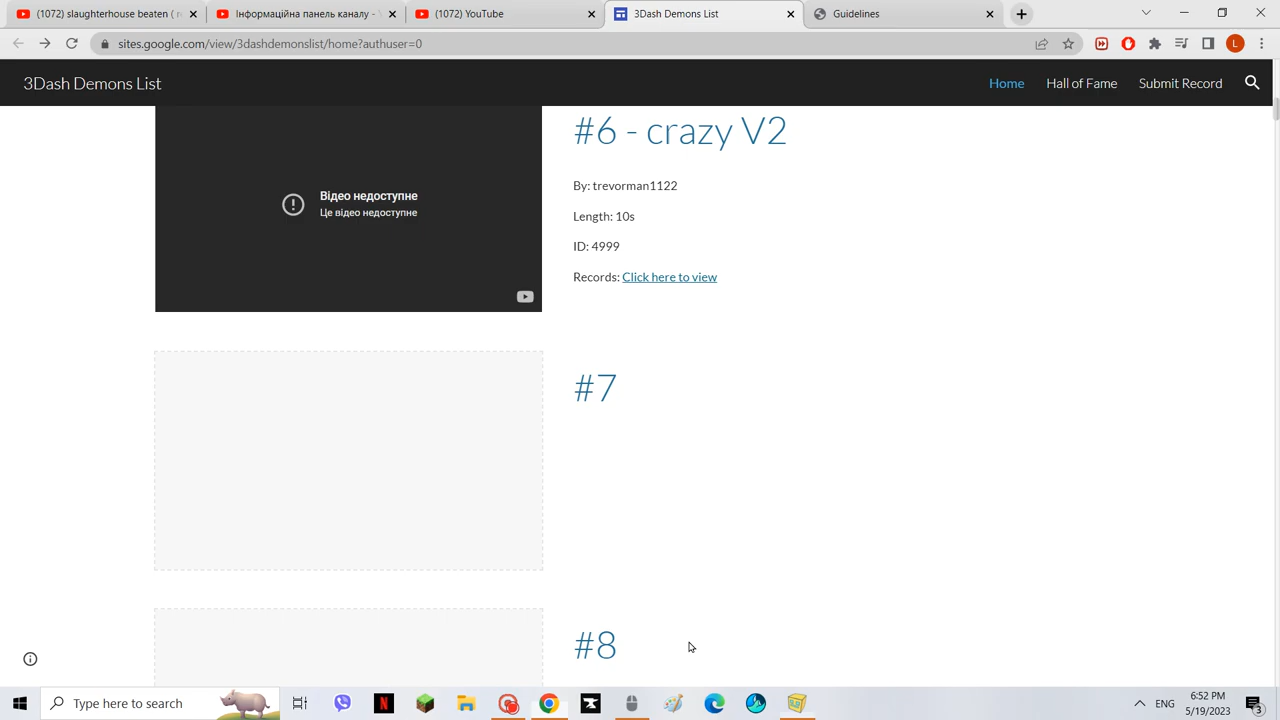 (1072) slaughterhouse beaten ( r
Інформаційна панель каналу - Y
(1072) YouTube
3Dash Demons List
Guidelines
sites.google.com/view/3dashdemonslist/home?authuser=0
L
3Dash Demons List
Home
Hall of Fame
Submit Record
#6 - crazy V2
Відео недоступне
Це відео недоступне
By: trevorman1122
Length: 10s
ID: 4999
Records: Click here to view
#7
#8
Type here to search
N
ENG
6:52 PM
5/19/2023
3